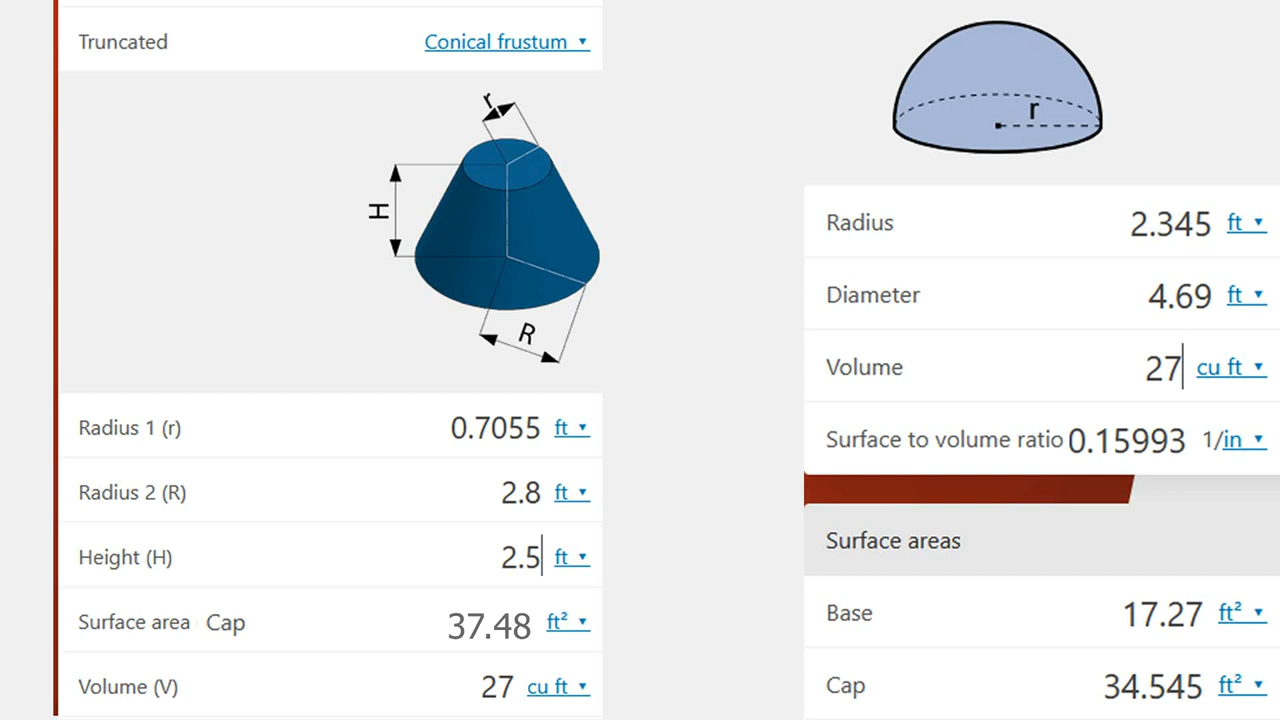 Truncated Conical frustum
r
H
R
Radius 1 (r) 0.7055 ft
Radius 2 (R) 2.8 ft
Height (H) 2.5 ft
Surface area Cap 37.48 ft²
Volume (V) 27 cu ft
r
Radius 2.345 ft
Diameter 4.69 ft
Volume 27 cu ft
Surface to volume ratio 0.15993 1/in
Surface areas
Base 17.27 ft²
Cap 34.545 ft²